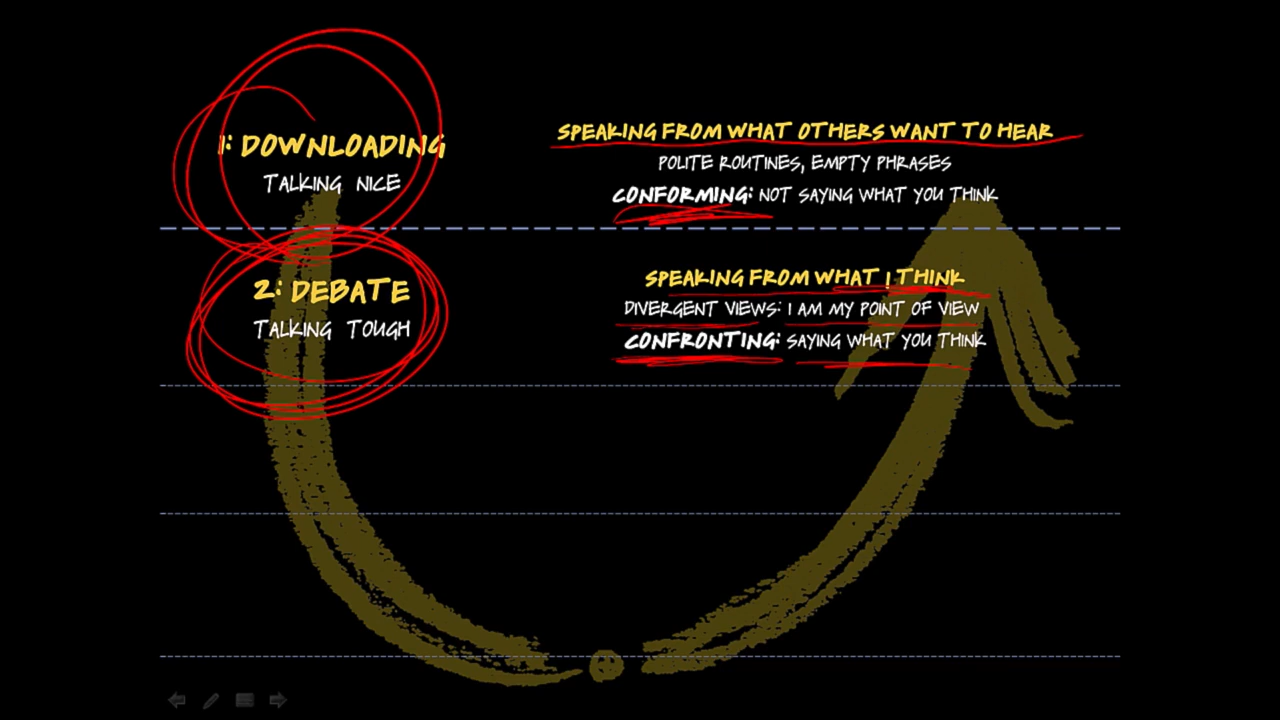 1: DOWNLOADING
TALKING NICE
SPEAKING FROM WHAT OTHERS WANT TO HEAR
POLITE ROUTINES, EMPTY PHRASES
CONFORMING: NOT SAYING WHAT YOU THINK
2: DEBATE
TALKING TOUGH
SPEAKING FROM WHAT I THINK
DIVERGENT VIEWS: I AM MY POINT OF VIEW
CONFRONTING: SAYING WHAT YOU THINK